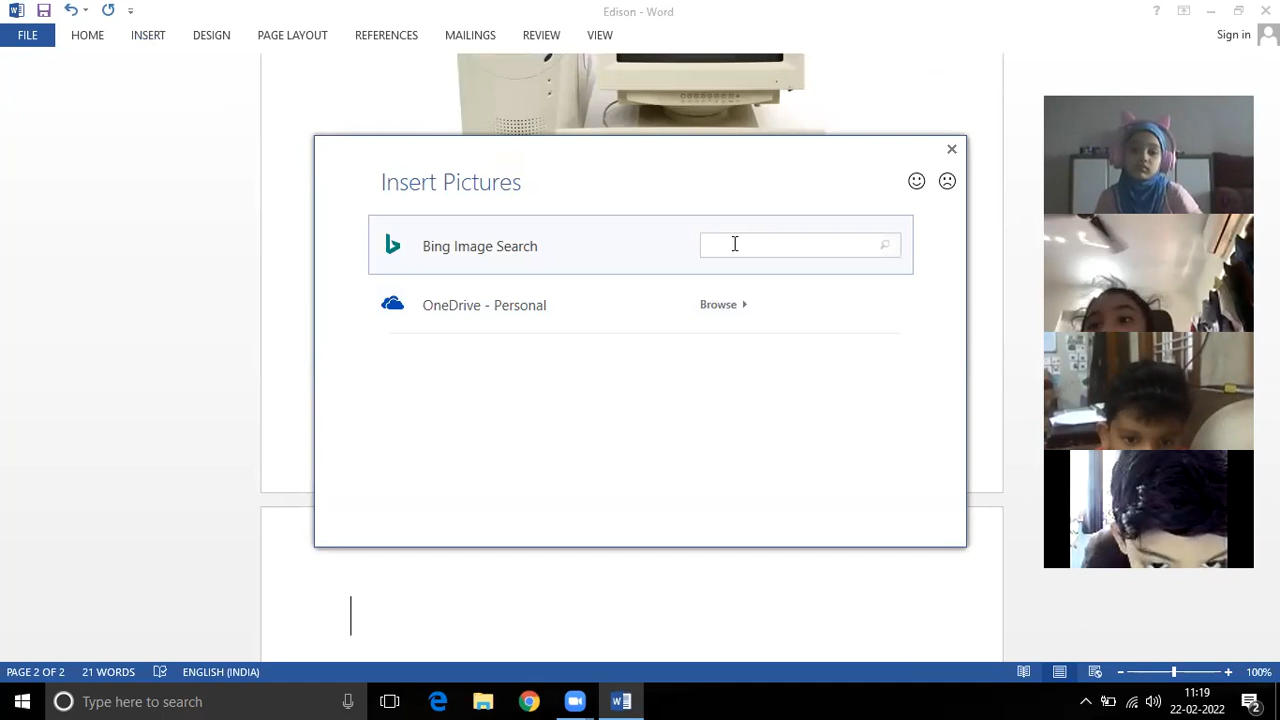 Edison - Word
?
FILE HOME INSERT DESIGN PAGE LAYOUT REFERENCES MAILINGS REVIEW VIEW Sign in
Insert Pictures
Bing Image Search
OneDrive - Personal Browse
PAGE 2 OF 2 21 WORDS ENGLISH (INDIA) 100%
Type here to search
11:19
22-02-2022
2